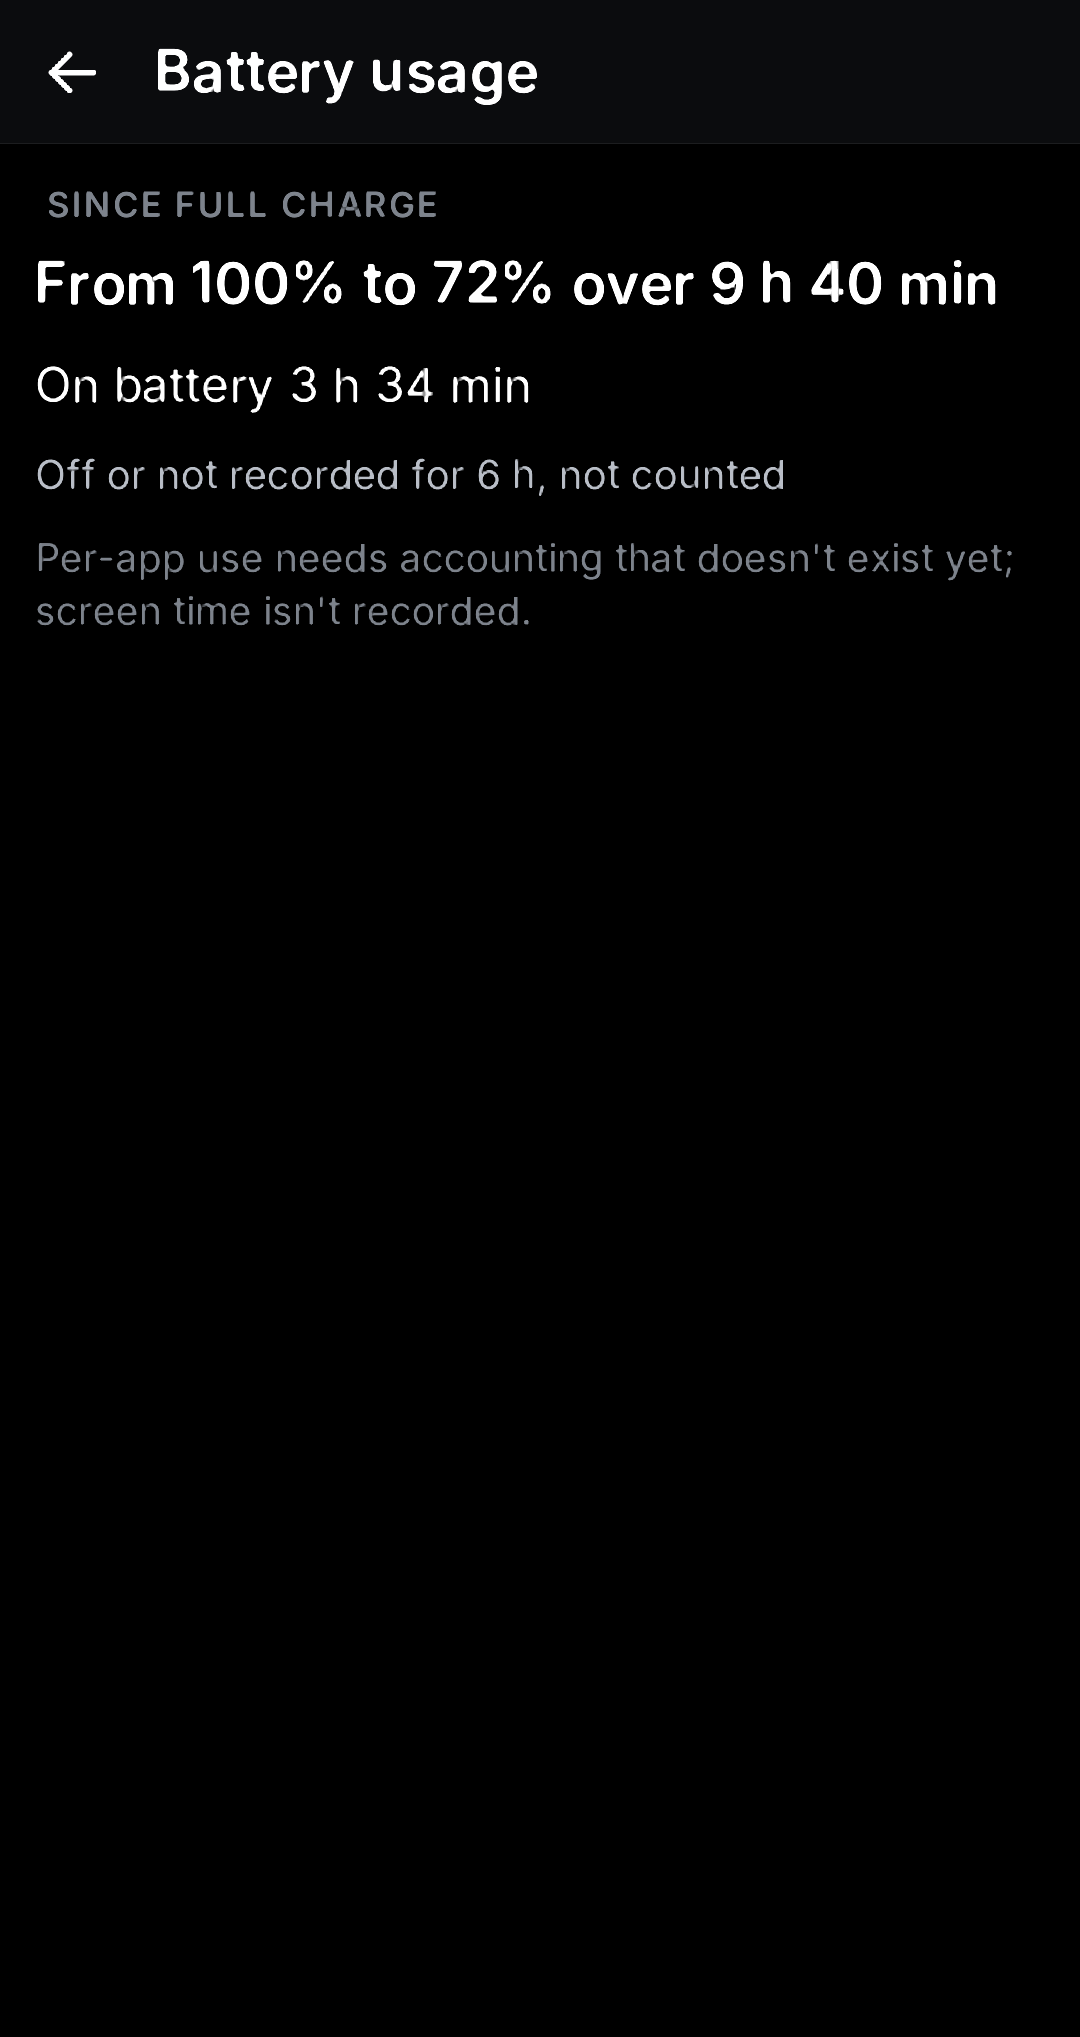 Battery usage
SINCE FULL CHARGE
From 100% to 72% over 9 h 40 min
On battery 3 h 34 min
Off or not recorded for 6 h, not counted
Per-app use needs accounting that doesn't exist yet;
screen time isn't recorded.